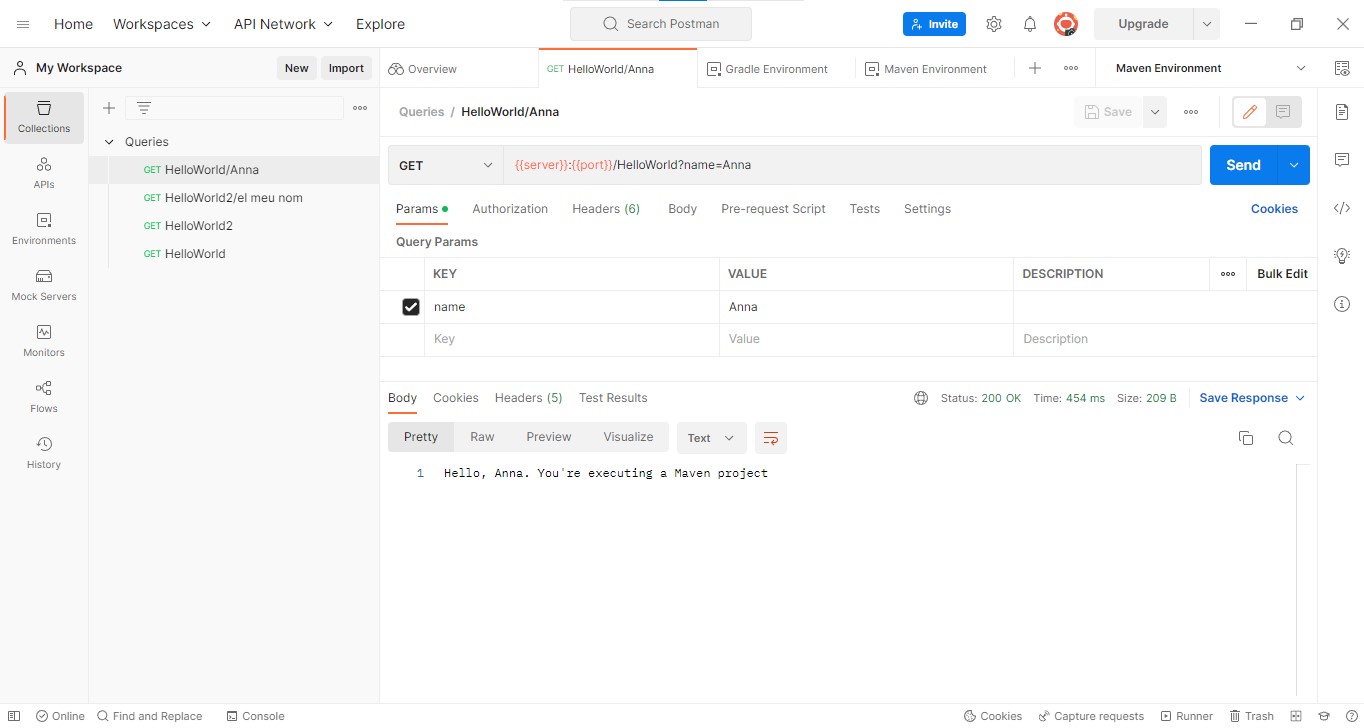 Home Workspaces API Network Explore Search Postman Invite Upgrade
My Workspace New Import Overview GET HelloWorld/Anna Gradle Environment Maven Environment Maven Environment
Collections
APIs
Environments
Mock Servers
Monitors
Flows
History
Queries
GET HelloWorld/Anna
GET HelloWorld2/el meu nom
GET HelloWorld2
GET HelloWorld
Queries / HelloWorld/Anna Save
GET {{server}}:{{port}}/HelloWorld?name=Anna Send
Params Authorization Headers (6) Body Pre-request Script Tests Settings Cookies
Query Params
KEY VALUE DESCRIPTION Bulk Edit
name Anna
Key Value Description
Body Cookies Headers (5) Test Results Status: 200 OK Time: 454 ms Size: 209 B Save Response
Pretty Raw Preview Visualize Text
1 Hello, Anna. You're executing a Maven project
Online Find and Replace Console Cookies Capture requests Runner Trash